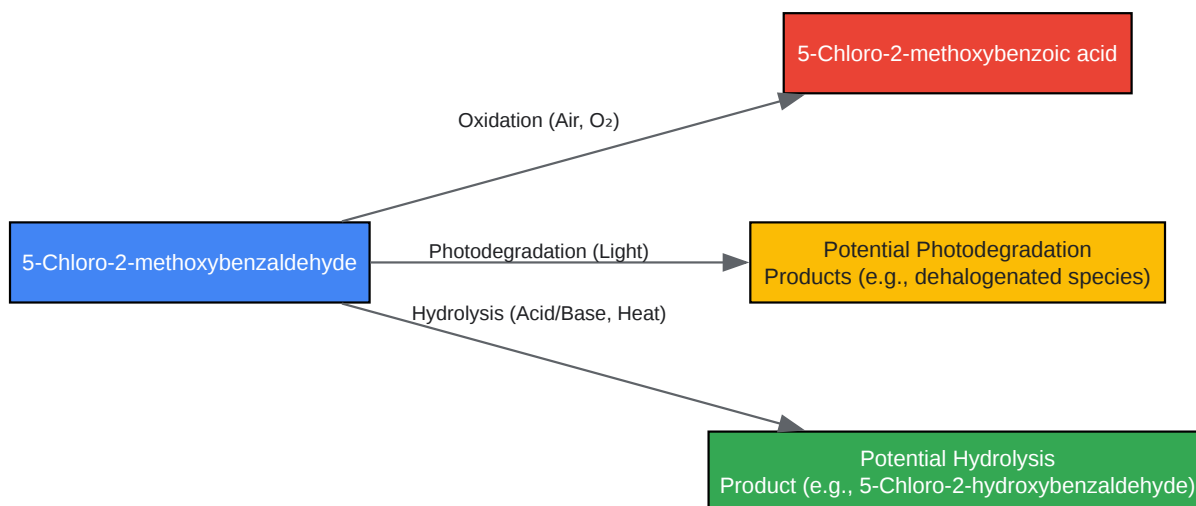 5-Chloro-2-methoxybenzoic acid
Oxidation (Air, O₂)
5-Chloro-2-methoxybenzaldehyde
Photodegradation (Light)
Potential Photodegradation
Products (e.g., dehalogenated species)
Hydrolysis (Acid/Base, Heat)
Potential Hydrolysis
Product (e.g., 5-Chloro-2-hydroxybenzaldehyde)